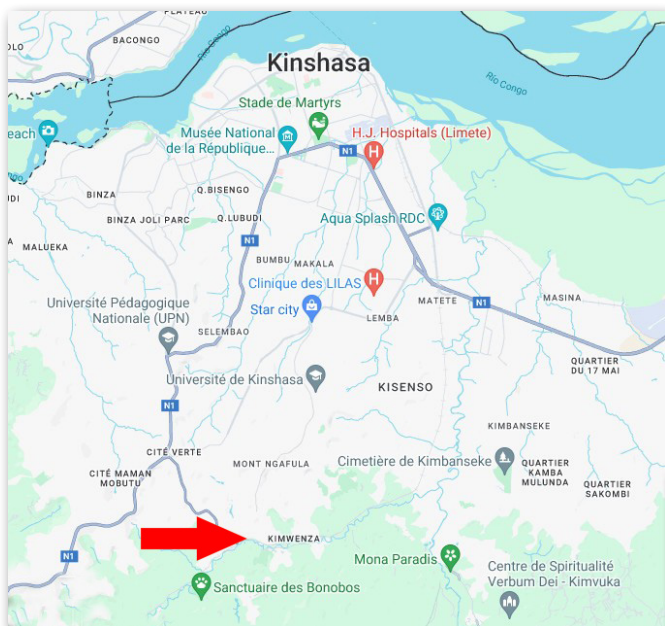 PLATEAU
OLO
BACONGO
Rio Congo
Kinshasa
Rio Congo
Stade de Martyrs
each
Musée National
de la République...
H.J. Hospitals (Limete)
N1
BINZA
Q.BISENGO
UDI
BINZA JOLI PARC
Q.LUBUDI
Aqua Splash RDC
MALUEKA
BUMBU
MAKALA
Clinique des LILAS
Université Pédagogique
Nationale (UPN)
Star city
MATETE
N1
MASINA
SELEMBAO
LEMBA
QUARTIER
DU 17 MAI
Université de Kinshasa
KISENSO
N1
KIMBANSEKE
CITÉ VERTE
MONT NGAFULA
Cimetière de Kimbanseke
QUARTIER
KAMBA
MULUNDA
CITÉ MAMAN
MOBUTU
QUARTIER
SAKOMBI
KIMWENZA
N1
Mona Paradis
Sanctuaire des Bonobos
Centre de Spiritualité
Verbum Dei - Kimvuka